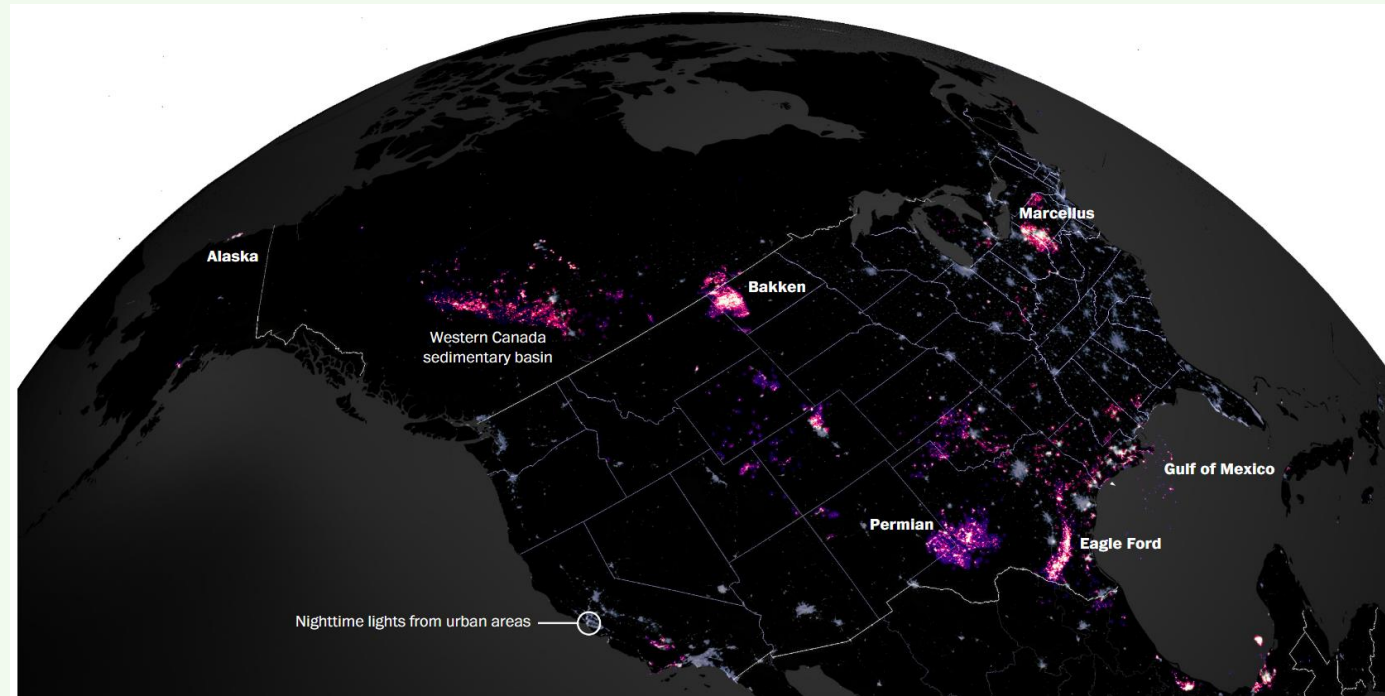 Marcellus
Alaska
Bakken
Western Canada
sedimentary basin
Gulf of Mexico
Permian
Eagle Ford
Nighttime lights from urban areas